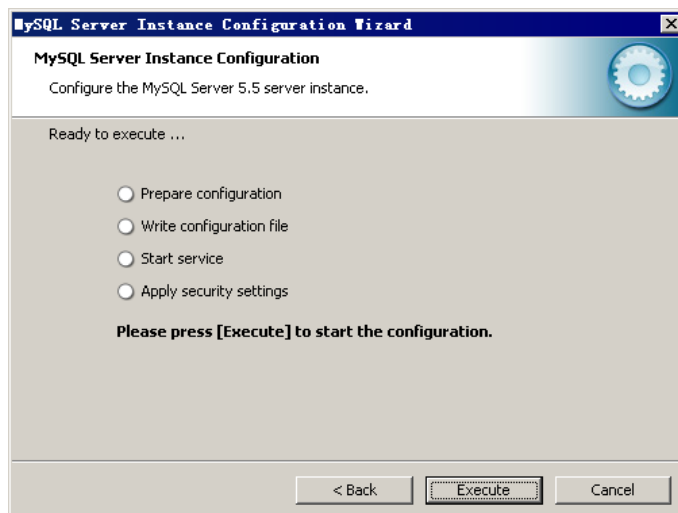 MySQL Server Instance Configuration Wizard
MySQL Server Instance Configuration
Configure the MySQL Server 5.5 server instance.
Ready to execute ...
Prepare configuration
Write configuration file
Start service
Apply security settings
Please press [Execute] to start the configuration.
< Back Execute Cancel